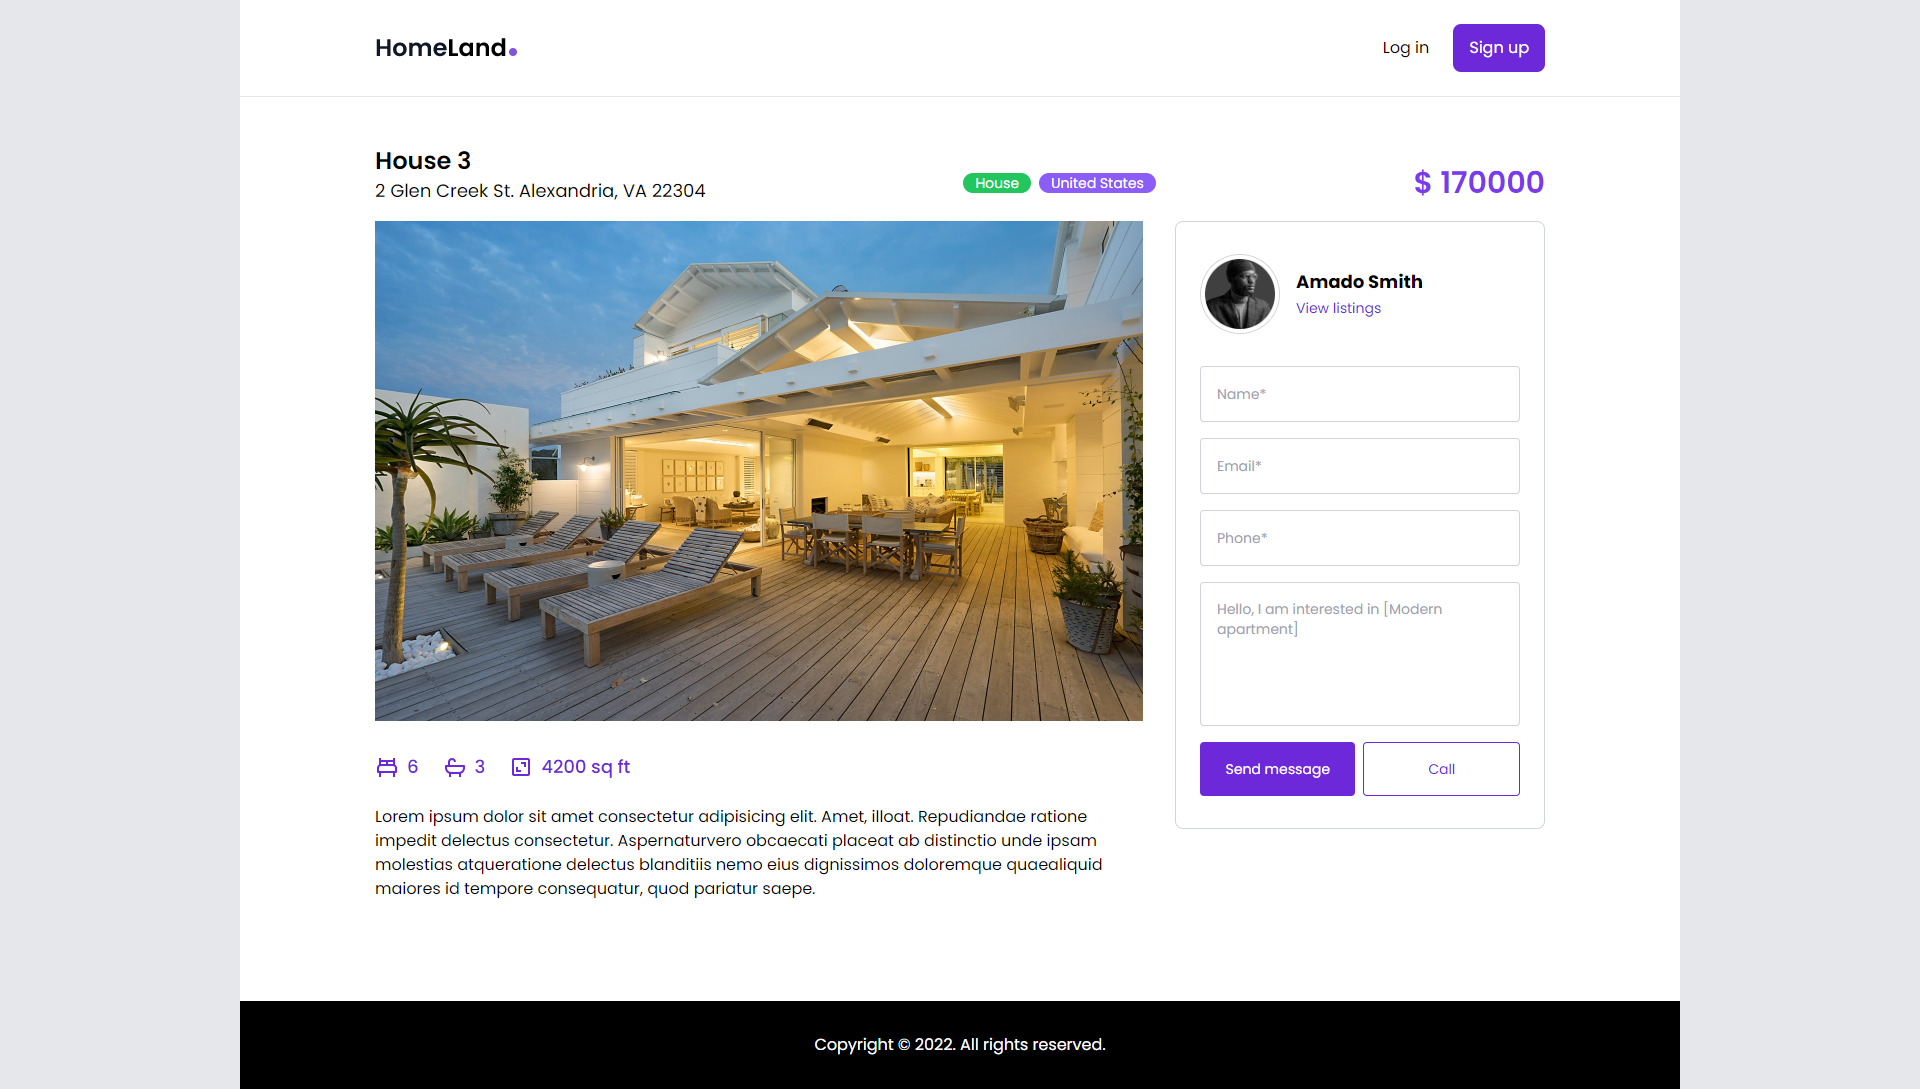 HomeLand
Log in
Sign up
House 3
2 Glen Creek St. Alexandria, VA 22304
House
United States
$ 170000
Amado Smith
View listings
Name*
Email*
Phone*
Hello, I am interested in [Modern
apartment]
Send message
Call
6
3
4200 sq ft
Lorem ipsum dolor sit amet consectetur adipisicing elit. Amet, illoat. Repudiandae ratione
impedit delectus consectetur. Aspernaturvero obcaecati placeat ab distinctio unde ipsam
molestias atqueratione delectus blanditiis nemo eius dignissimos doloremque quaealiquid
maiores id tempore consequatur, quod pariatur saepe.
Copyright © 2022. All rights reserved.